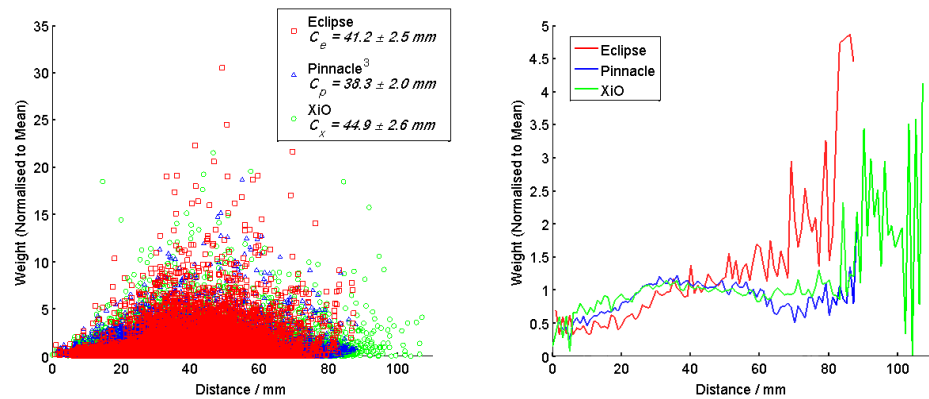 35
30
25
20
15
10
5
0
0 20 40 60 80 100
Weight (Normalised to Mean)
Distance / mm
Eclipse
C_e = 41.2 ± 2.5 mm
Pinnacle³
C_p = 38.3 ± 2.0 mm
XiO
C_x = 44.9 ± 2.6 mm
5
4.5
4
3.5
3
2.5
2
1.5
1
0.5
0
0 20 40 60 80 100
Weight (Normalised to Mean)
Distance / mm
Eclipse
Pinnacle
XiO